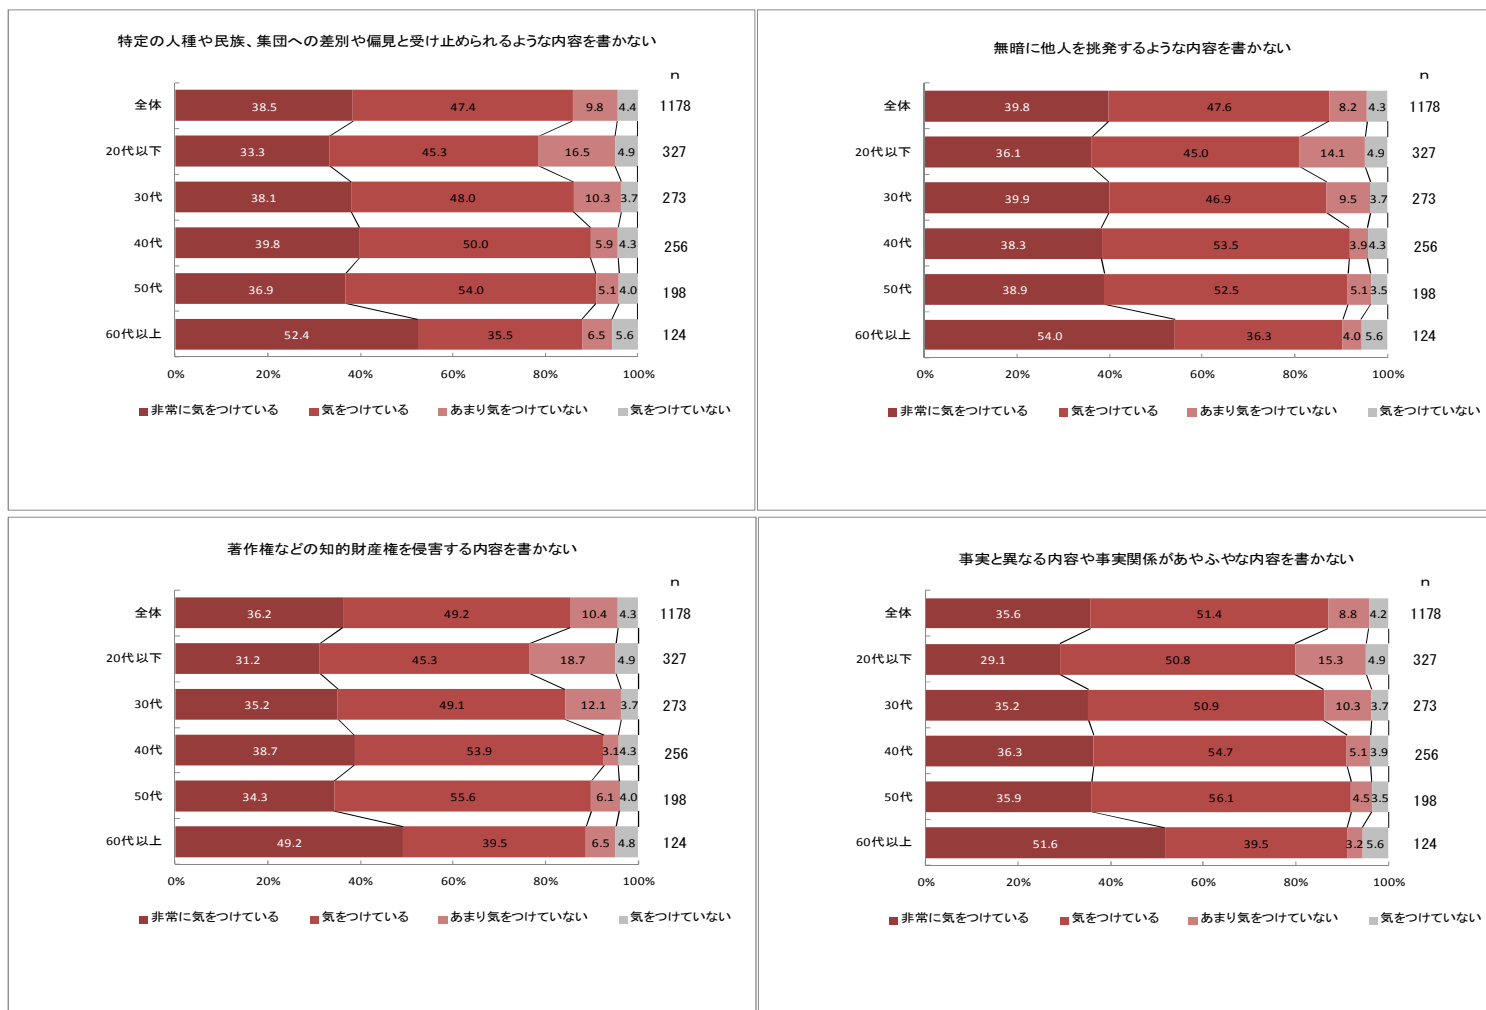 特定の人種や民族、集団への差別や偏見と受け止められるような内容を書かない
n
全体 38.5 47.4 9.8 4.4 1178
20代以下 33.3 45.3 16.5 4.9 327
30代 38.1 48.0 10.3 3.7 273
40代 39.8 50.0 5.9 4.3 256
50代 36.9 54.0 5.1 4.0 198
60代以上 52.4 35.5 6.5 5.6 124
0% 20% 40% 60% 80% 100%
非常に気をつけている 気をつけている あまり気をつけていない 気をつけていない
無暗に他人を挑発するような内容を書かない
n
全体 39.8 47.6 8.2 4.3 1178
20代以下 36.1 45.0 14.1 4.9 327
30代 39.9 46.9 9.5 3.7 273
40代 38.3 53.5 3.9 4.3 256
50代 38.9 52.5 5.1 3.5 198
60代以上 54.0 36.3 4.0 5.6 124
0% 20% 40% 60% 80% 100%
非常に気をつけている 気をつけている あまり気をつけていない 気をつけていない
著作権などの知的財産権を侵害する内容を書かない
n
全体 36.2 49.2 10.4 4.3 1178
20代以下 31.2 45.3 18.7 4.9 327
30代 35.2 49.1 12.1 3.7 273
40代 38.7 53.9 3.1 4.3 256
50代 34.3 55.6 6.1 4.0 198
60代以上 49.2 39.5 6.5 4.8 124
0% 20% 40% 60% 80% 100%
非常に気をつけている 気をつけている あまり気をつけていない 気をつけていない
事実と異なる内容や事実関係があやふやな内容を書かない
n
全体 35.6 51.4 8.8 4.2 1178
20代以下 29.1 50.8 15.3 4.9 327
30代 35.2 50.9 10.3 3.7 273
40代 36.3 54.7 5.1 3.9 256
50代 35.9 56.1 4.5 3.5 198
60代以上 51.6 39.5 3.2 5.6 124
0% 20% 40% 60% 80% 100%
非常に気をつけている 気をつけている あまり気をつけていない 気をつけていない